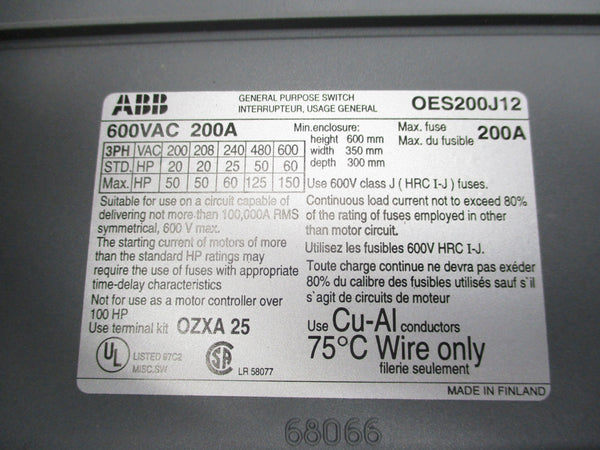 ABB
GENERAL PURPOSE SWITCH
INTERRUPTEUR, USAGE GENERAL
OES200J12
600VAC 200A
3PH VAC 200 208 240 480 600
STD. HP 20 20 25 50 60
Max. HP 50 50 60 125 150
Min.enclosure:
height 600 mm
width 350 mm
depth 300 mm
Max. fuse
Max. du fusible 200A
Suitable for use on a circuit capable of
delivering not more than 100,000A RMS
symmetrical, 600 V max.
The starting current of motors of more
than the standard HP ratings may
require the use of fuses with appropriate
time-delay characteristics
Not for use as a motor controller over
100 HP
Use terminal kit OZXA 25
Use 600V class J ( HRC I-J ) fuses.
Continuous load current not to exceed 80%
of the rating of fuses employed in other
than motor circuit.
Utilisez les fusibles 600V HRC I-J.
Toute charge continue ne devra pas exéder
80% du calibre des fusibles utilisés sauf s`il
s`agit de circuits de moteur
Use Cu-Al conductors
75°C Wire only
filerie seulement
UL
LISTED 97C2
MISC.SW
SA
LR 58077
MADE IN FINLAND
68066